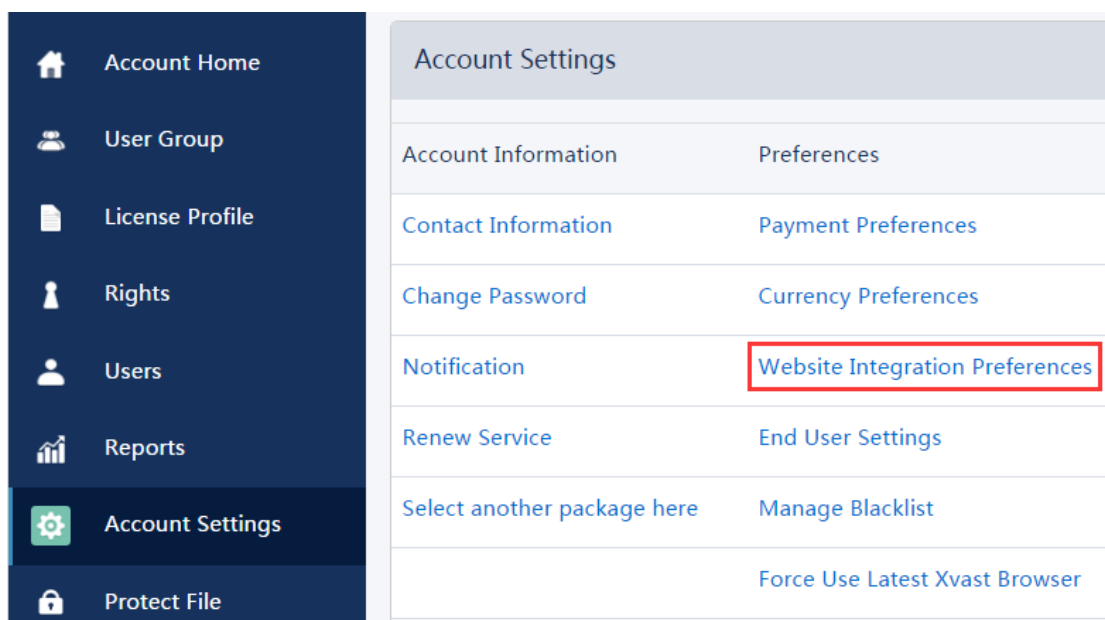 Account Home
User Group
License Profile
Rights
Users
Reports
Account Settings
Protect File
Account Settings
Account Information Preferences
Contact Information Payment Preferences
Change Password Currency Preferences
Notification Website Integration Preferences
Renew Service End User Settings
Select another package here Manage Blacklist
Force Use Latest Xvast Browser